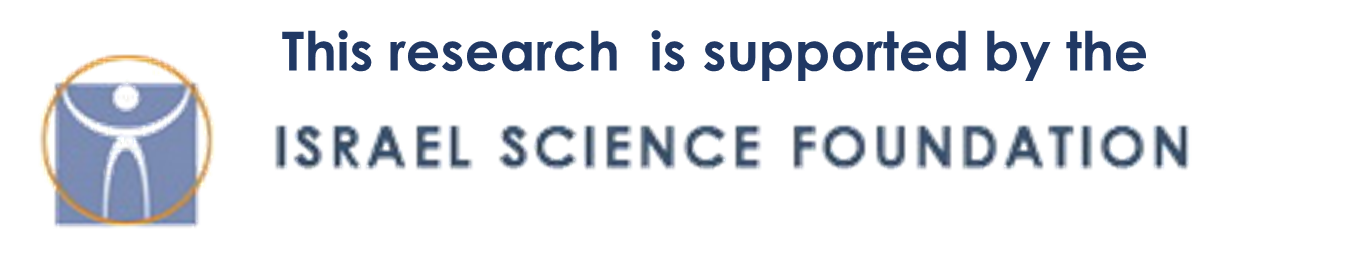 This research is supported by the
ISRAEL SCIENCE FOUNDATION